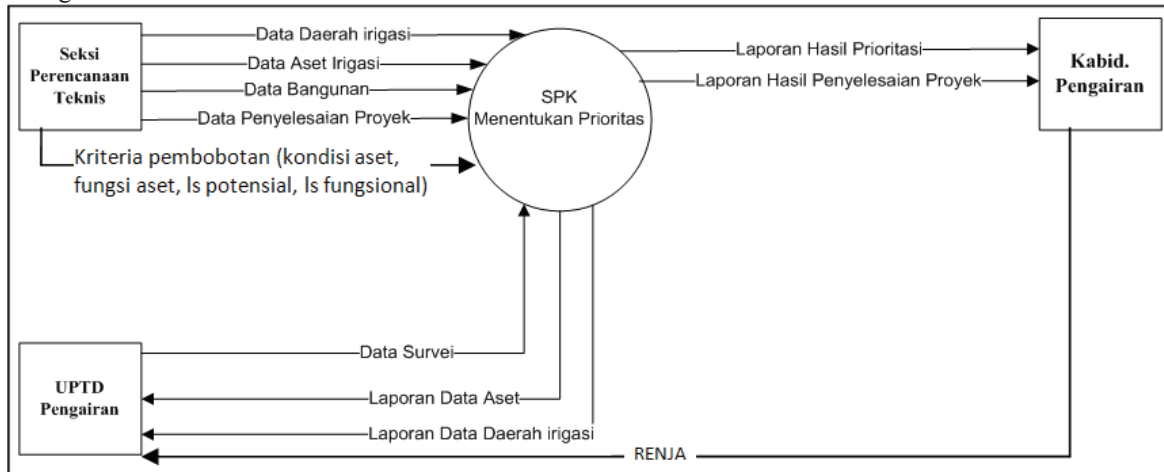 Seksi
Perencanaan
Teknis
Data Daerah irigasi
Data Aset Irigasi
Data Bangunan
Data Penyelesaian Proyek
Kriteria pembobotan (kondisi aset,
fungsi aset, ls potensial, ls fungsional)
SPK
Menentukan Prioritas
Laporan Hasil Prioritasi
Laporan Hasil Penyelesaian Proyek
Kabid.
Pengairan
UPTD
Pengairan
Data Survei
Laporan Data Aset
Laporan Data Daerah irigasi
RENJA